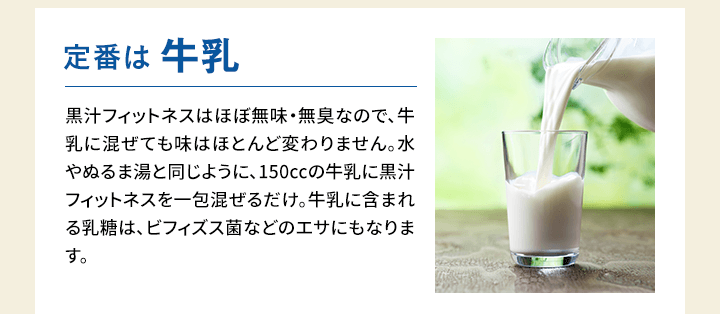 定番は 牛乳
黒汁フィットネスはほぼ無味・無臭なので、牛
乳に混ぜても味はほとんど変わりません。水
やぬるま湯と同じように、150ccの牛乳に黒汁
フィットネスを一包混ぜるだけ。牛乳に含まれ
る乳糖は、ビフィズス菌などのエサにもなりま
す。